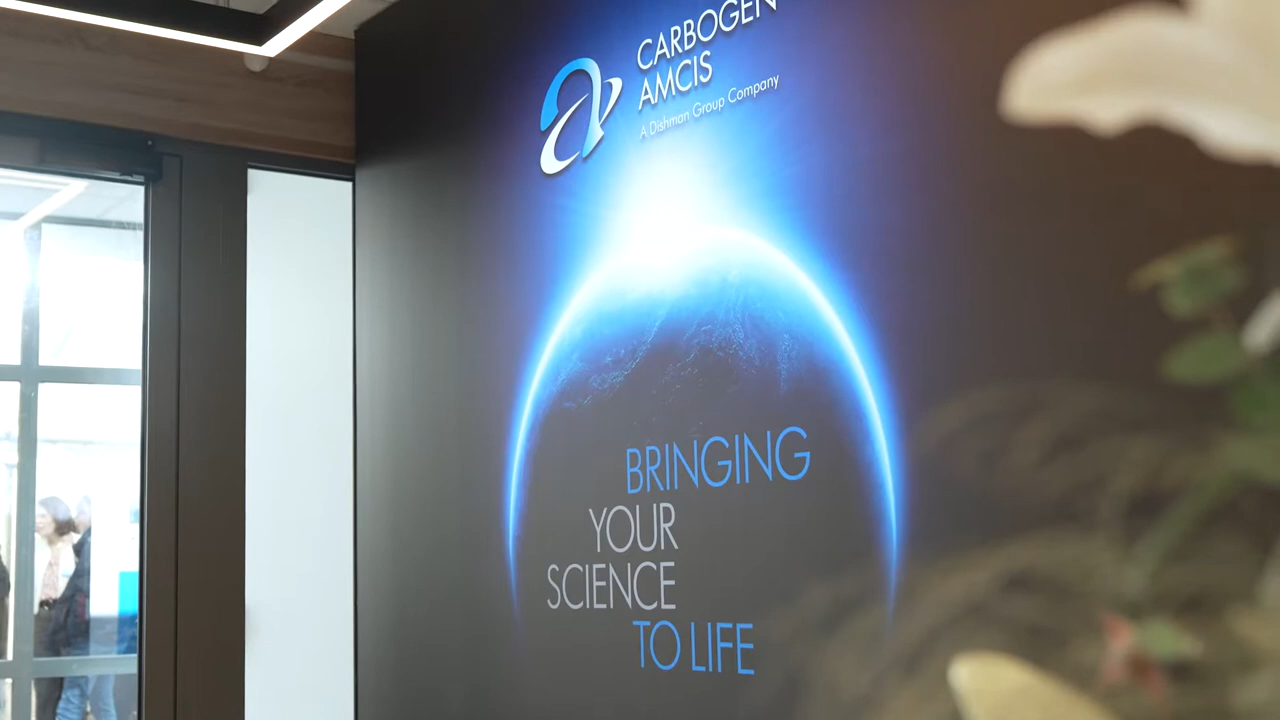 CARBOGEN
AMCIS
A Dishman Group Company
BRINGING
YOUR
SCIENCE
TO LIFE